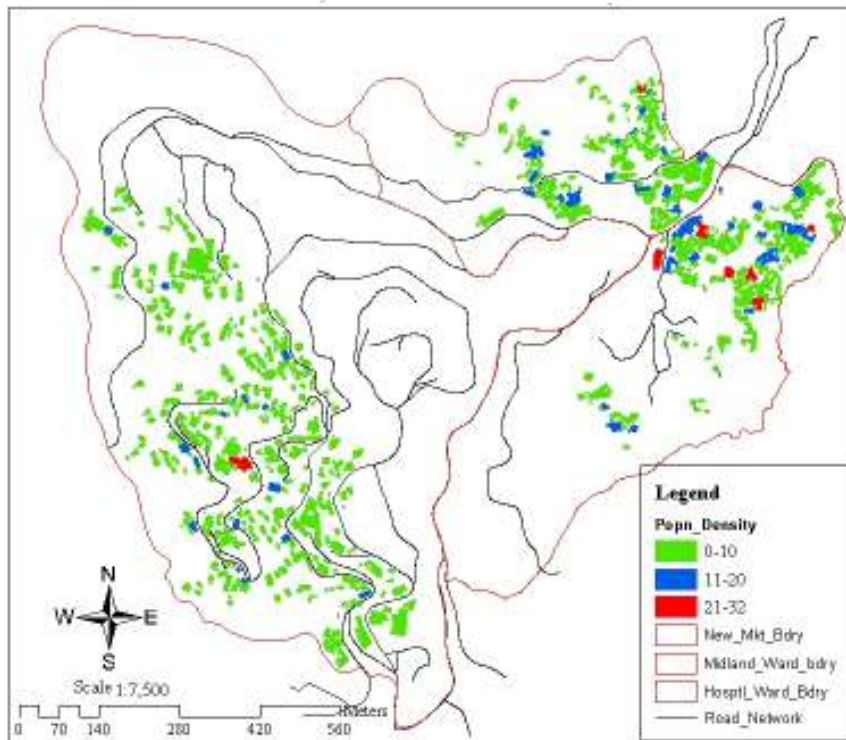 Legend
Popn_Density
0-10
11-20
21-32
New_Mkt_Bdry
Midland_Ward_bdry
Hosptl_Ward_Bdry
Road_Network
N
W E
S
Scale 1:7,500
Meters
0 70 140 280 420 560